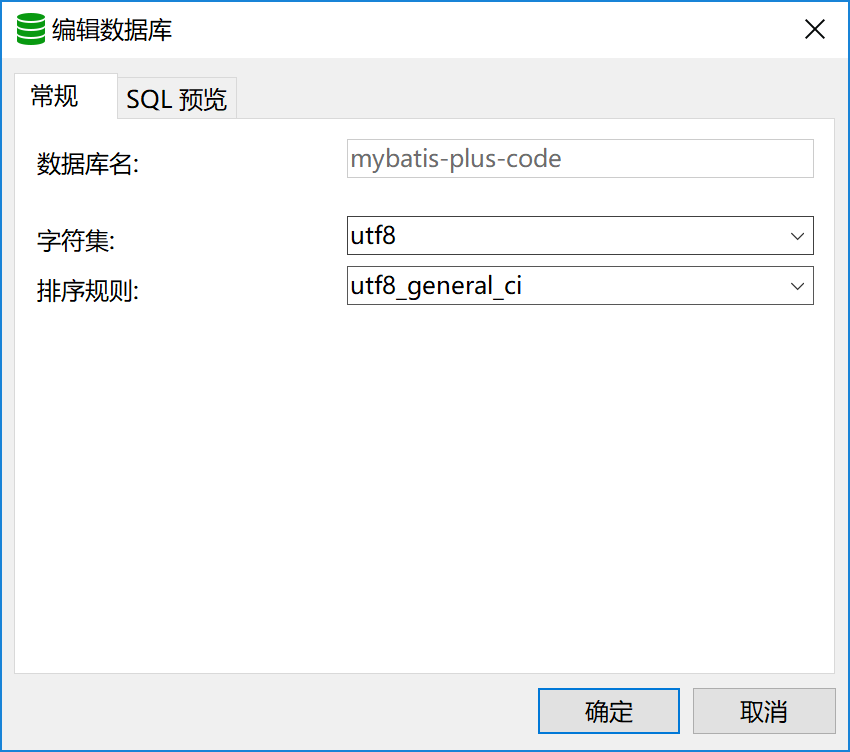 编辑数据库
常规
SQL 预览
数据库名:
mybatis-plus-code
字符集:
utf8
排序规则:
utf8_general_ci
确定
取消